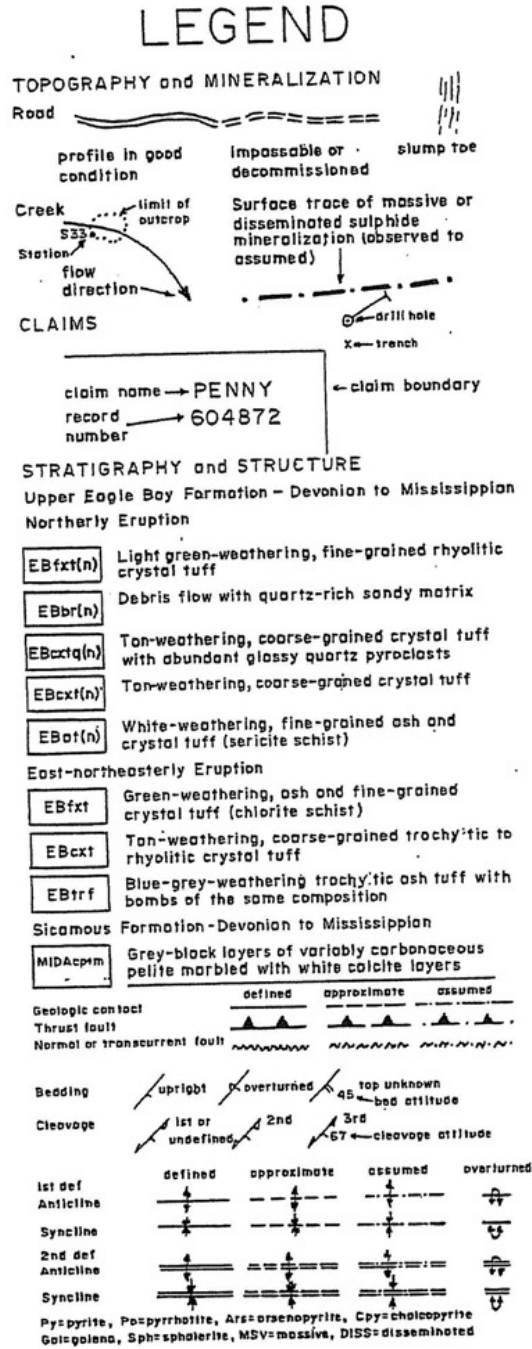 LEGEND
TOPOGRAPHY and MINERALIZATION
Road
profile in good condition
impassable or decommissioned
slump toe
Creek
limit of outcrop
S33
Station
flow direction
Surface trace of massive or disseminated sulphide mineralization (observed to assumed)
drill hole
x trench
CLAIMS
claim name PENNY
record number 604872
claim boundary
STRATIGRAPHY and STRUCTURE
Upper Eagle Bay Formation - Devonian to Mississippian
Northerly Eruption
EBfxt(n) Light green-weathering, fine-grained rhyolitic
crystal tuff
EBbr(n) Debris flow with quartz-rich sandy matrix
EBcxtq(n) Tan-weathering, coarse-grained crystal tuff
with abundant glassy quartz pyroclasts
EBcxt(n) Tan-weathering, coarse-grained crystal tuff
EBat(n) White-weathering, fine-grained ash and
crystal tuff (sericite schist)
East-northeasterly Eruption
EBfxt Green-weathering, ash and fine-grained
crystal tuff (chlorite schist)
EBcxt Tan-weathering, coarse-grained trachytic to
rhyolitic crystal tuff
EBtrf Blue-grey-weathering trachytic ash tuff with
bombs of the same composition
Sicamous Formation-Devonian to Mississippian
Grey-black layers of variably carbonaceous
pelite marbled with white calcite layers
defined approximate assumed
Geologic contact
Thrust fault
Normal or transcurrent fault
Bedding upright overturned 45 top unknown
bed attitude
Cleavage 1st or undefined 2nd 3rd
67 cleavage attitude
defined approximate assumed overturned
1st def
Anticline
Syncline
2nd def
Anticline
Syncline
Py=pyrite, Po=pyrrhotite, Ars=arsenopyrite, Cpy=chalcopyrite
Gal=galena, Sph=sphalerite, MSV=massive, DISS=disseminated